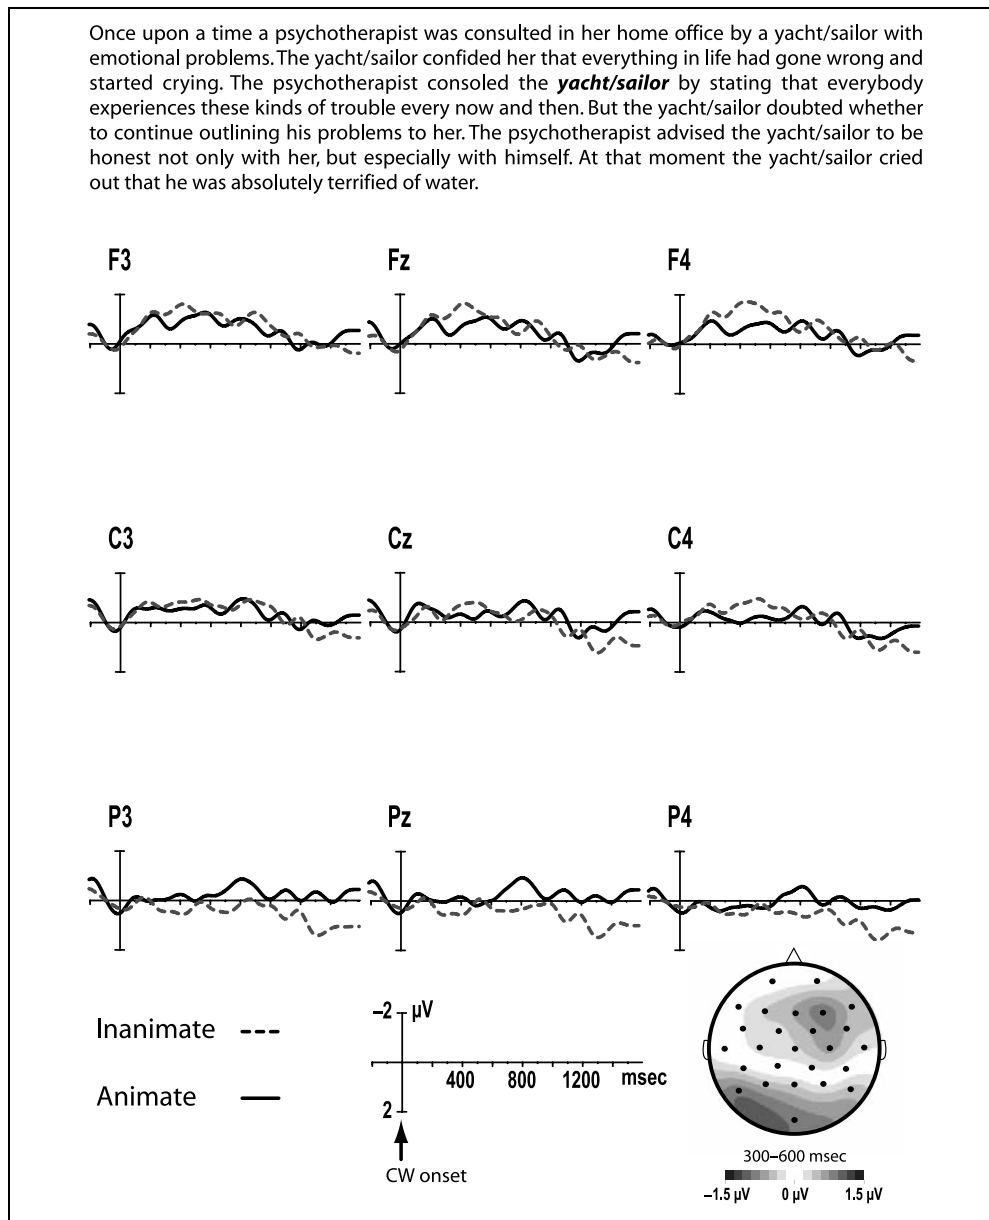 Once upon a time a psychotherapist was consulted in her home office by a yacht/sailor with
emotional problems. The yacht/sailor confided her that everything in life had gone wrong and
started crying. The psychotherapist consoled the yacht/sailor by stating that everybody
experiences these kinds of trouble every now and then. But the yacht/sailor doubted whether
to continue outlining his problems to her. The psychotherapist advised the yacht/sailor to be
honest not only with her, but especially with himself. At that moment the yacht/sailor cried
out that he was absolutely terrified of water.
F3 Fz F4
C3 Cz C4
P3 Pz P4
Inanimate
Animate
–2 µV
400 800 1200 msec
2
CW onset
300–600 msec
–1.5 µV 0 µV 1.5 µV